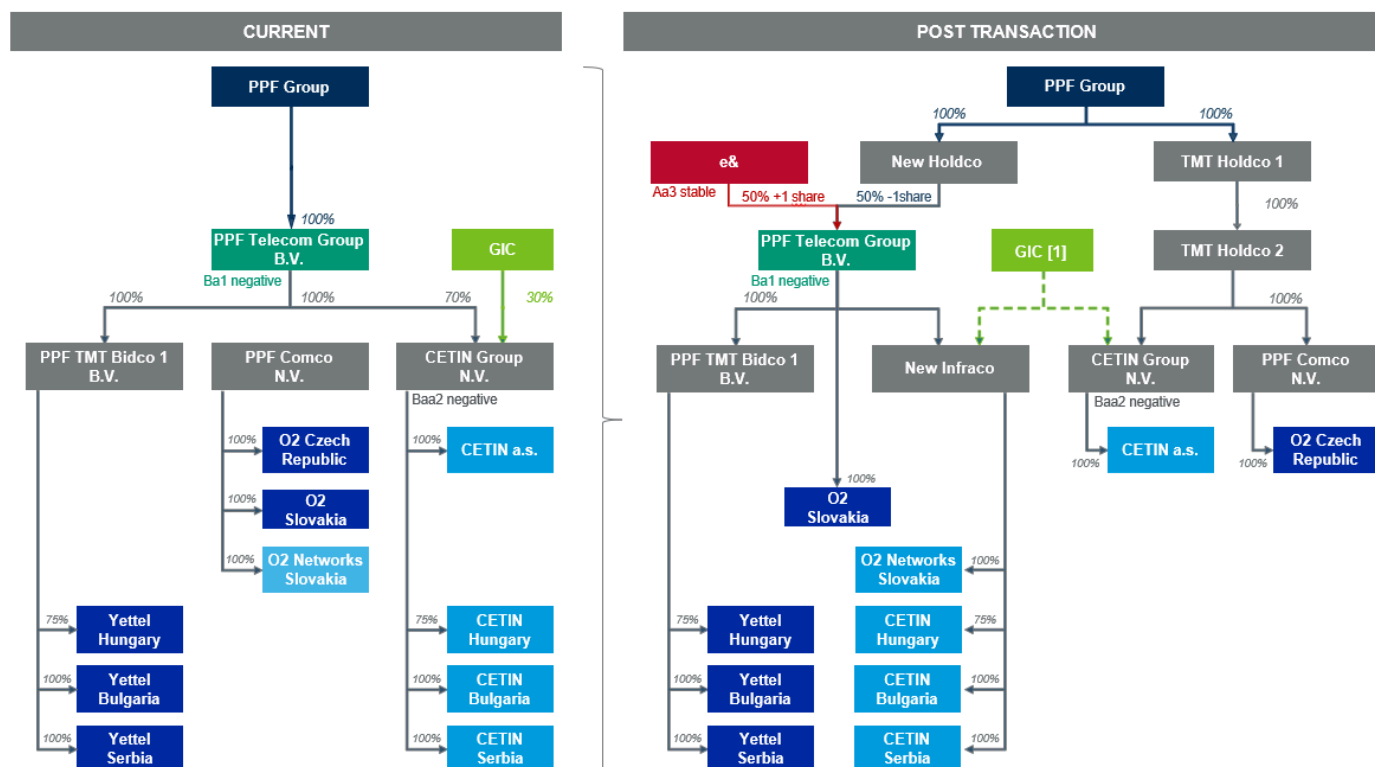 CURRENT
PPF Group
100%
PPF Telecom Group
B.V.
Ba1 negative
GIC
100%
100%
70%
30%
PPF TMT Bidco 1
B.V.
PPF Comco
N.V.
CETIN Group
N.V.
Baa2 negative
100%
O2 Czech
Republic
100%
CETIN a.s.
100%
O2
Slovakia
100%
O2 Networks
Slovakia
75%
Yettel
Hungary
75%
CETIN
Hungary
100%
Yettel
Bulgaria
100%
CETIN
Bulgaria
100%
Yettel
Serbia
100%
CETIN
Serbia
POST TRANSACTION
PPF Group
100%
100%
e&
New Holdco
TMT Holdco 1
Aa3 stable
50% +1 share
50% -1share
100%
PPF Telecom Group
B.V.
GIC [1]
TMT Holdco 2
Ba1 negative
100%
100%
PPF TMT Bidco 1
B.V.
New Infraco
CETIN Group
N.V.
PPF Comco
N.V.
Baa2 negative
100%
CETIN a.s.
100%
O2 Czech
Republic
100%
O2
Slovakia
O2 Networks
Slovakia
100%
75%
Yettel
Hungary
CETIN
Hungary
75%
100%
Yettel
Bulgaria
CETIN
Bulgaria
100%
100%
Yettel
Serbia
CETIN
Serbia
100%